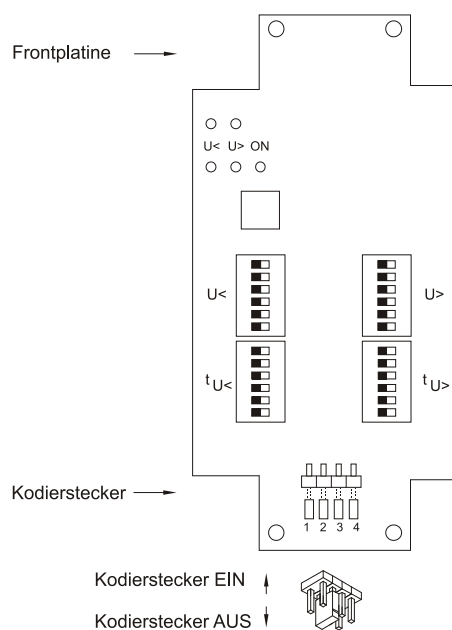 Frontplatine
U< U> ON
U<
U>
tU<
tU>
Kodierstecker
1 2 3 4
Kodierstecker EIN
Kodierstecker AUS